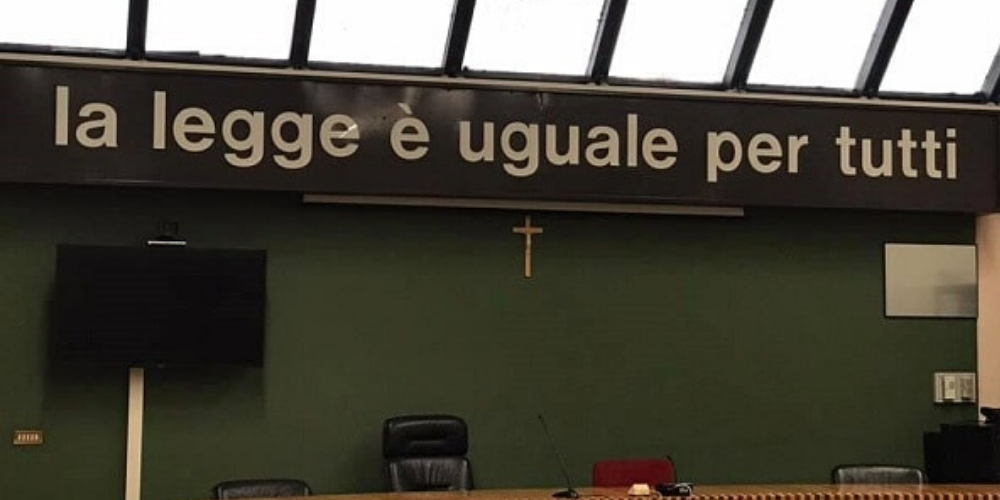 la legge è uguale per tutti